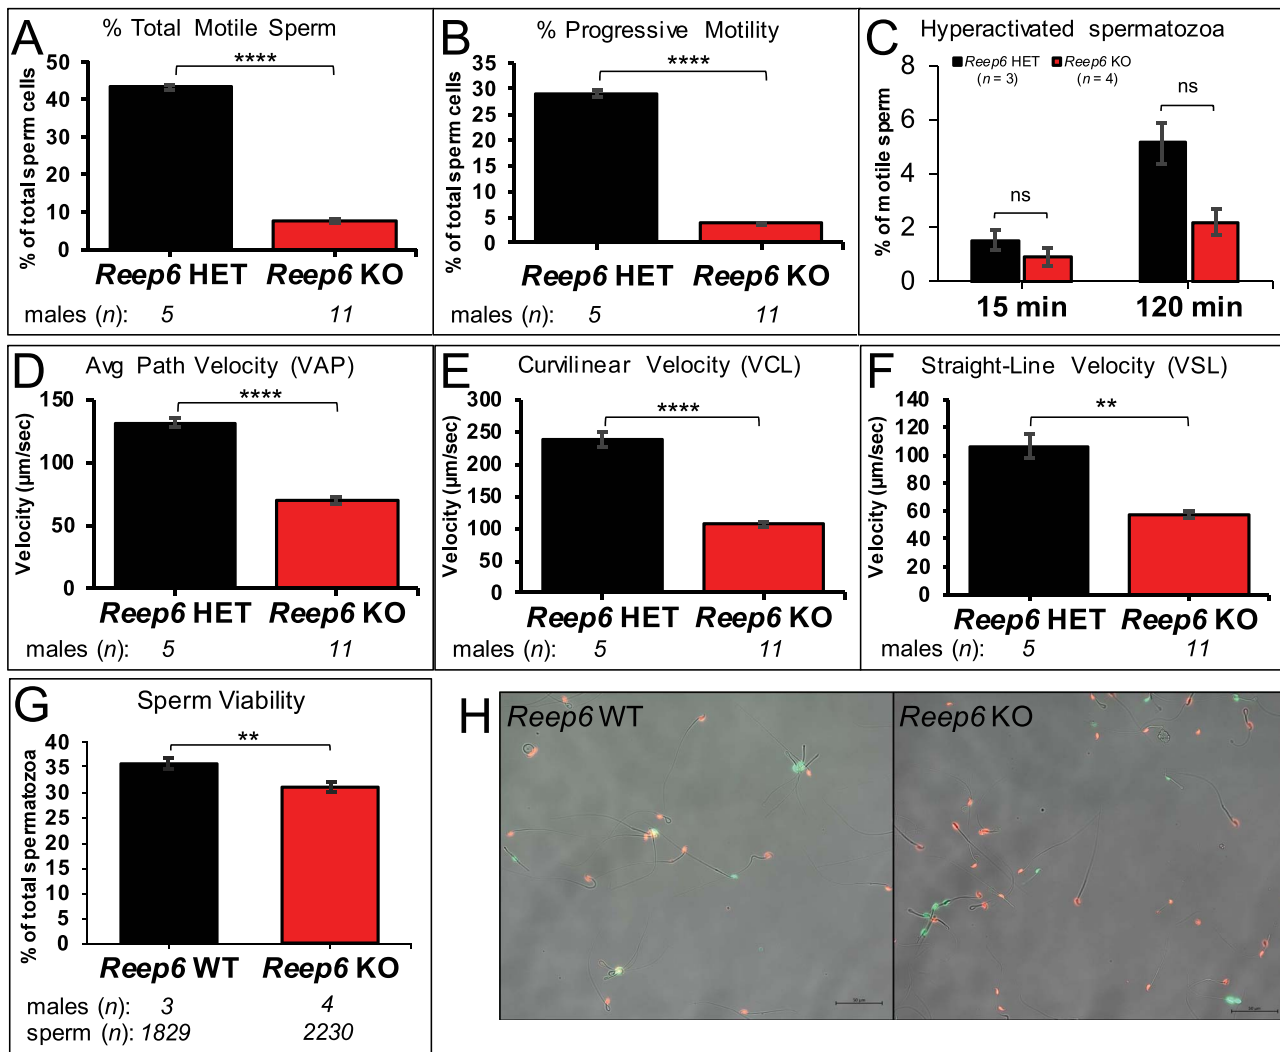 A
% Total Motile Sperm
% of total sperm cells
50
40
30
20
10
0
****
Reep6 HET Reep6 KO
males (n): 5 11
B
% Progressive Motility
% of total sperm cells
35
30
25
20
15
10
5
0
****
Reep6 HET Reep6 KO
males (n): 5 11
C
Hyperactivated spermatozoa
Reep6 HET Reep6 KO
(n = 3) (n = 4)
% of motile sperm
8
6
4
2
0
ns
ns
15 min 120 min
D
Avg Path Velocity (VAP)
Velocity (µm/sec)
150
100
50
0
****
Reep6 HET Reep6 KO
males (n): 5 11
E
Curvilinear Velocity (VCL)
Velocity (µm/sec)
300
250
200
150
100
50
0
****
Reep6 HET Reep6 KO
males (n): 5 11
F
Straight-Line Velocity (VSL)
Velocity (µm/sec)
140
120
100
80
60
40
20
0
**
Reep6 HET Reep6 KO
males (n): 5 11
G
Sperm Viability
% of total spermatozoa
40
35
30
25
20
15
10
5
0
**
Reep6 WT Reep6 KO
males (n): 3 4
sperm (n): 1829 2230
H
Reep6 WT
Reep6 KO